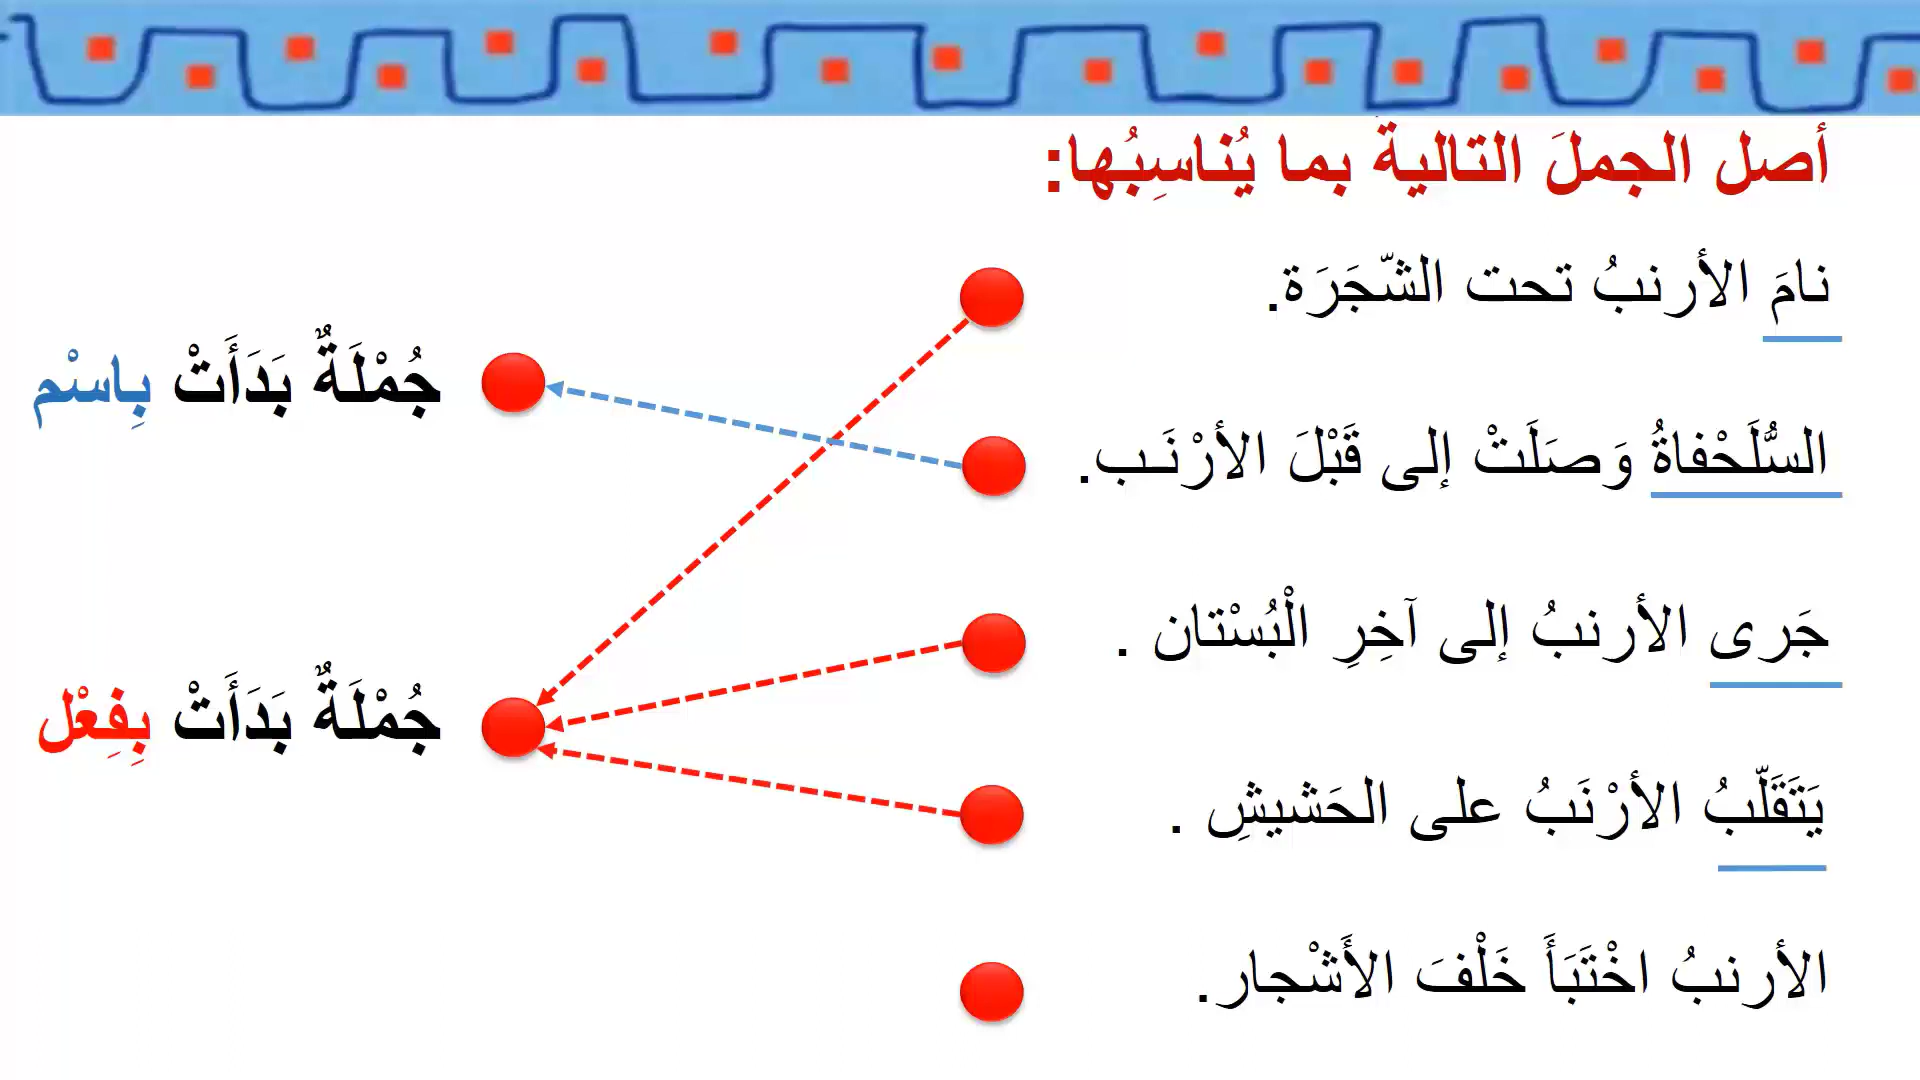 أصل الجملَ التاليةَ بما يُناسِبُها:
نامَ الأرنبُ تحت الشّجَرَة.
السُّلَحْفاةُ وَصَلَتْ إلى قَبْلَ الأرْنَـب.
جَرى الأرنبُ إلى آخِرِ الْبُسْتان .
يَتَقَلّبُ الأرْنَبُ على الحَشيشِ .
الأرنبُ اخْتَبَأَ خَلْفَ الأَشْجار.
جُمْلَةٌ بَدَأَتْ بِاسْم
جُمْلَةٌ بَدَأَتْ بِفِعْل